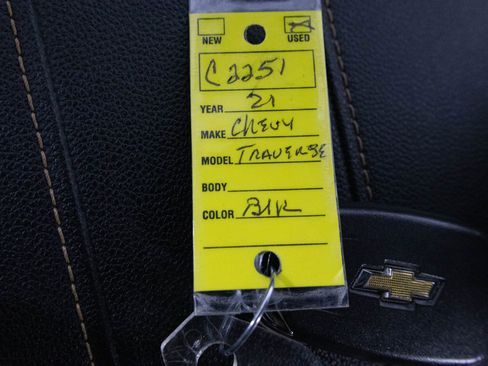 NEW USED
C2251
YEAR 21
MAKE CHEVY
MODEL TRAVERSE
BODY
COLOR Blk